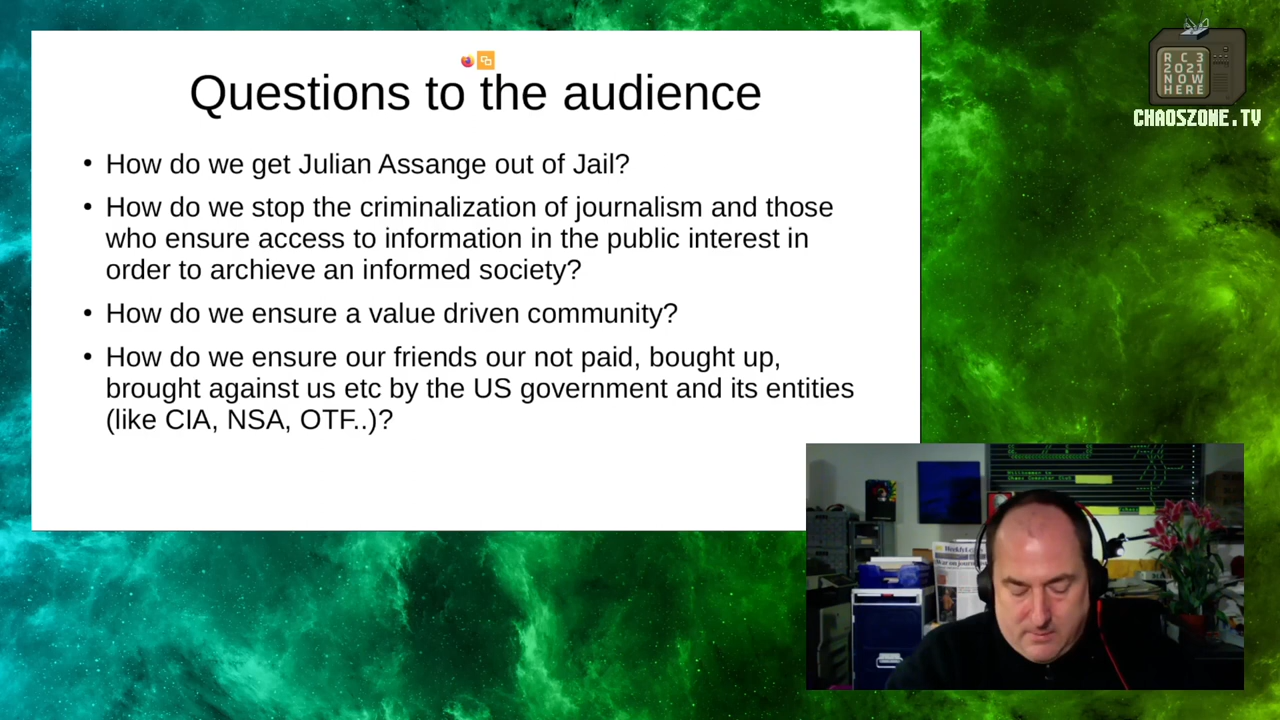 Questions to the audience
• How do we get Julian Assange out of Jail?
• How do we stop the criminalization of journalism and those
who ensure access to information in the public interest in
order to archieve an informed society?
• How do we ensure a value driven community?
• How do we ensure our friends our not paid, bought up,
brought against us etc by the US government and its entities
(like CIA, NSA, OTF..)?
RC3
2021
NOW
HERE
CHAOSZONE.TV